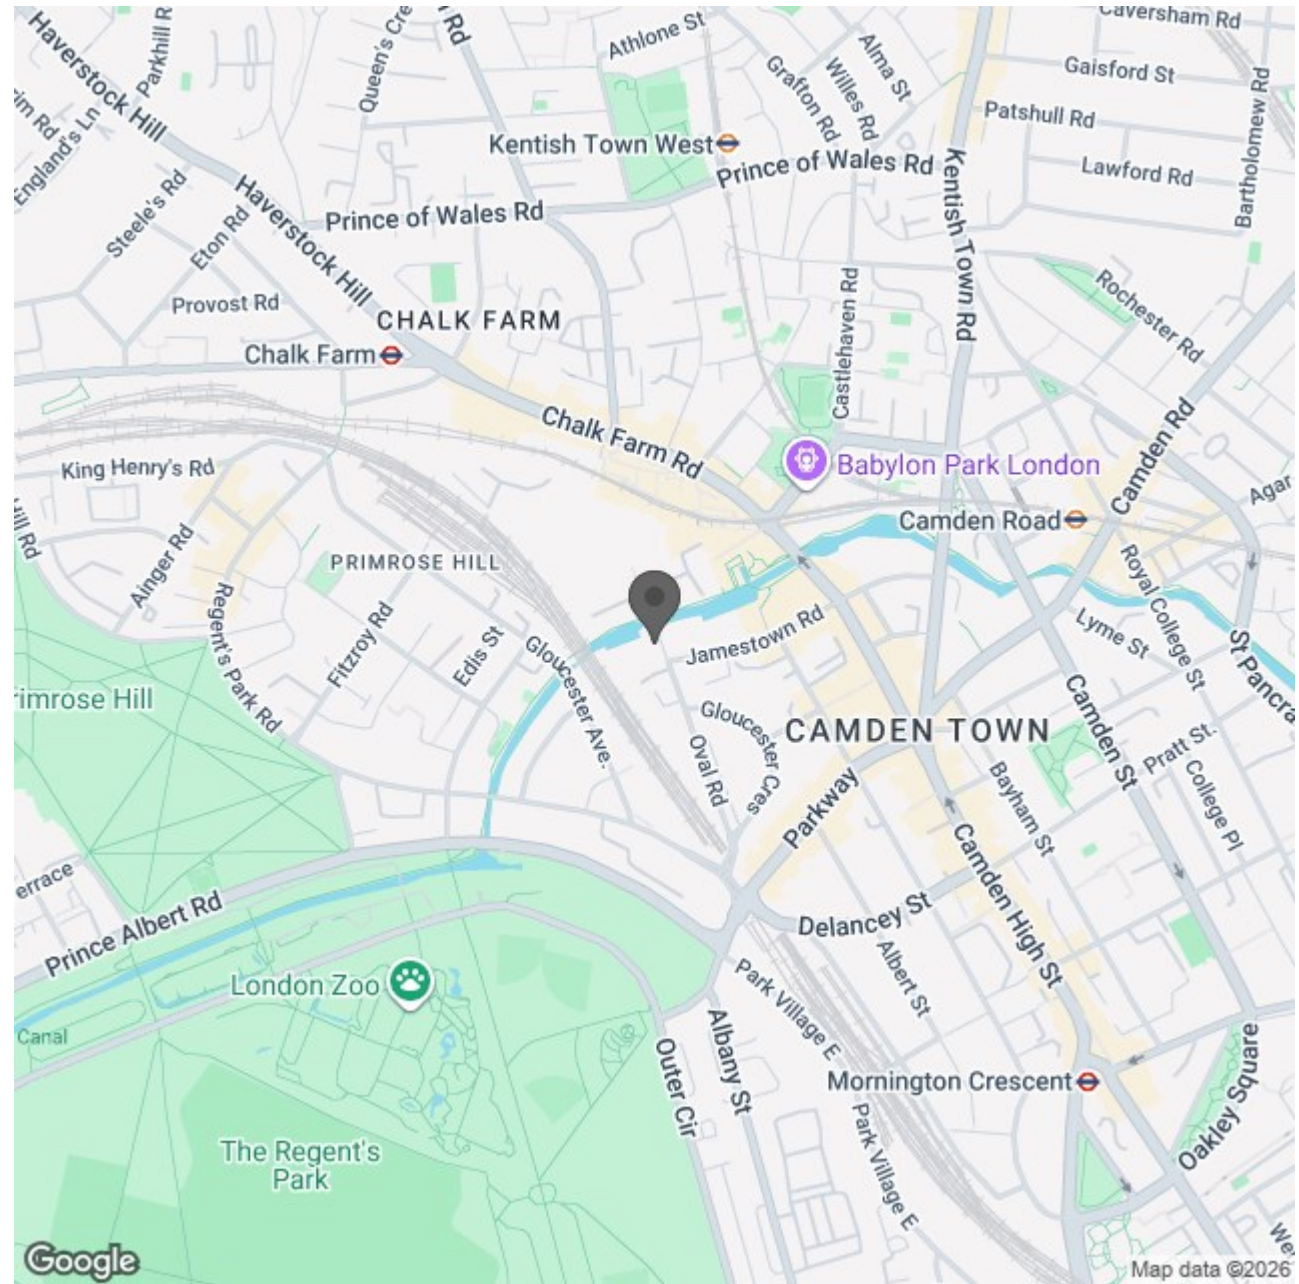 Haverstock Hill
Parkhill R
Queen's Cre
Rd
Athlone St
Caversham Rd
Gaisford St
Alma St
Willes Rd
Grafton Rd
Patshull Rd
Bartholomew Rd
England's Ln
Kentish Town West
Prince of Wales Rd
Lawford Rd
Kentish Town Rd
Steele's Rd
Haverstock Hill
Prince of Wales Rd
Eton Rd
Castlehaven Rd
Rochester Rd
Provost Rd
CHALK FARM
Chalk Farm
Chalk Farm Rd
Camden Rd
King Henry's Rd
Babylon Park London
Agar
Camden Road
Hill Rd
Ainger Rd
PRIMROSE HILL
Royal College St
Regent's Park Rd
Fitzroy Rd
Edis St
Gloucester Ave.
Jamestown Rd
Lyme St
St Pancra
rimrose Hill
Gloucester Cres
CAMDEN TOWN
Camden St
Oval Rd
Pratt St.
College Pl
Bayham St
Parkway
Camden High St
errace
Prince Albert Rd
Delancey St
Albert St
London Zoo
Park Village E
Canal
Albany St
Outer Cir
Mornington Crescent
Oakley Square
Park Village E
The Regent's
Park
We
Google
Map data ©2026